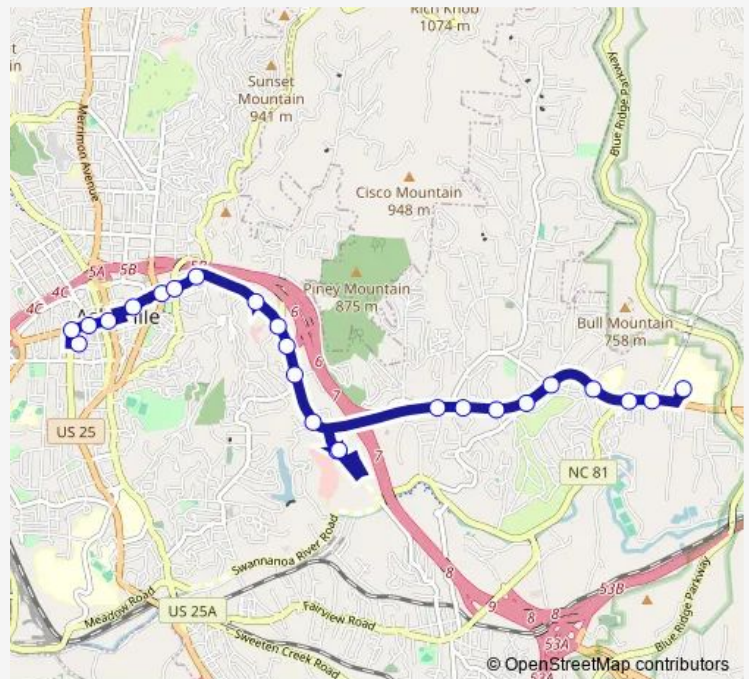 Rich Knob
1074 m
Sunset
Mountain
941 m
Merrimon Avenue
Blue Ridge Parkway
Cisco Mountain
948 m
5A
5B
4C
Piney Mountain
875 m
6
6
7
7
Bull Mountain
758 m
US 25
NC 81
Swannanoa River Road
Meadow Road
US 25A
Fairview Road
Sweeten Creek Road
8
9
8
8
53B
53A
53A
Blue Ridge Parkway
© OpenStreetMap contributors